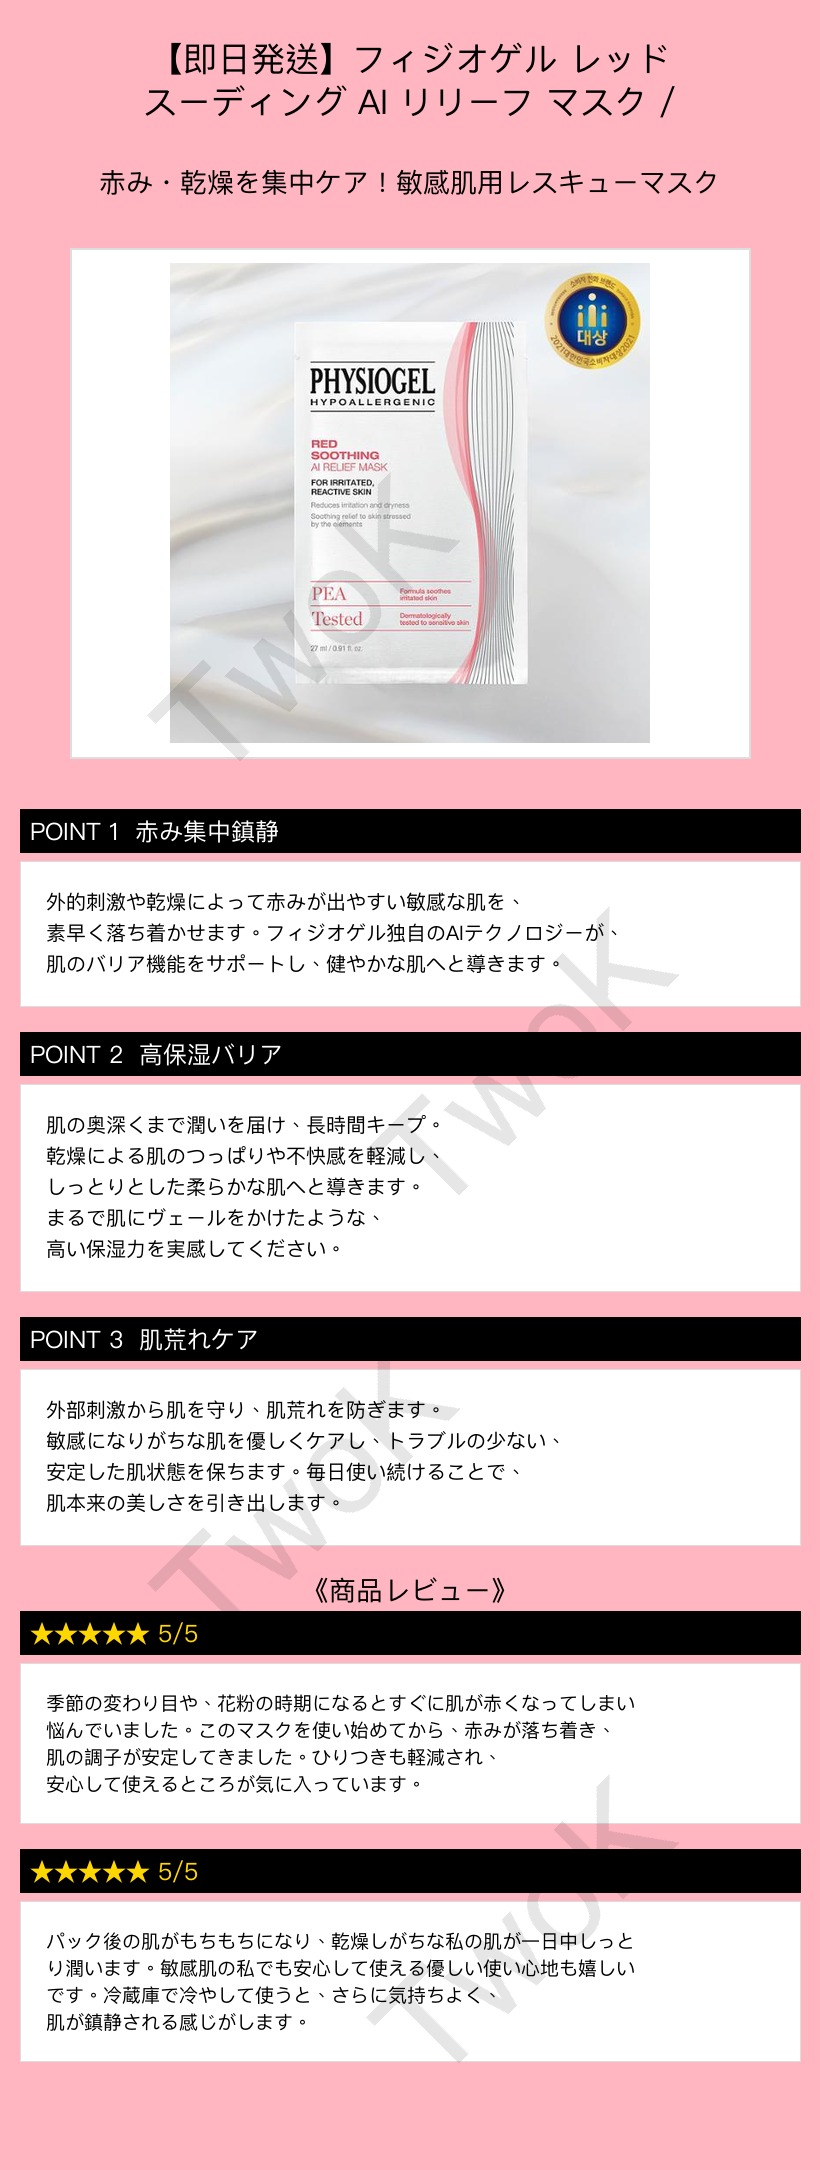 【即日発送】フィジオゲル レッド
スーディング AI リリーフ マスク /
赤み・乾燥を集中ケア！敏感肌用レスキューマスク
소비자 만화 브랜드
대상
2021대한민국소비자대상2021
PHYSIOGEL
HYPOALLERGENIC
RED
SOOTHING
AI RELIEF MASK
FOR IRRITATED,
REACTIVE SKIN
Reduces irritation and dryness
Soothing relief to skin stressed
by the elements
PEA
Formula soothes
irritated skin
Tested
Dermatologically
tested to sensitive skin
27 ml / 0.91 fl. oz.
TwoK
POINT 1 赤み集中鎮静
外的刺激や乾燥によって赤みが出やすい敏感な肌を、
素早く落ち着かせます。フィジオゲル独自のAIテクノロジーが、
肌のバリア機能をサポートし、健やかな肌へと導きます。
TwoK
POINT 2 高保湿バリア
肌の奥深くまで潤いを届け、長時間キープ。
乾燥による肌のつっぱりや不快感を軽減し、
しっとりとした柔らかな肌へと導きます。
まるで肌にヴェールをかけたような、
高い保湿力を実感してください。
POINT 3 肌荒れケア
外部刺激から肌を守り、肌荒れを防ぎます。
敏感になりがちな肌を優しくケアし、トラブルの少ない、
安定した肌状態を保ちます。毎日使い続けることで、
肌本来の美しさを引き出します。
TwoK
《商品レビュー》
★★★★★ 5/5
季節の変わり目や、花粉の時期になるとすぐに肌が赤くなってしまい
悩んでいました。このマスクを使い始めてから、赤みが落ち着き、
肌の調子が安定してきました。ひりつきも軽減され、
安心して使えるところが気に入っています。
★★★★★ 5/5
パック後の肌がもちもちになり、乾燥しがちな私の肌が一日中しっと
り潤います。敏感肌の私でも安心して使える優しい使い心地も嬉しい
です。冷蔵庫で冷やして使うと、さらに気持ちよく、
肌が鎮静される感じがします。
TwoK